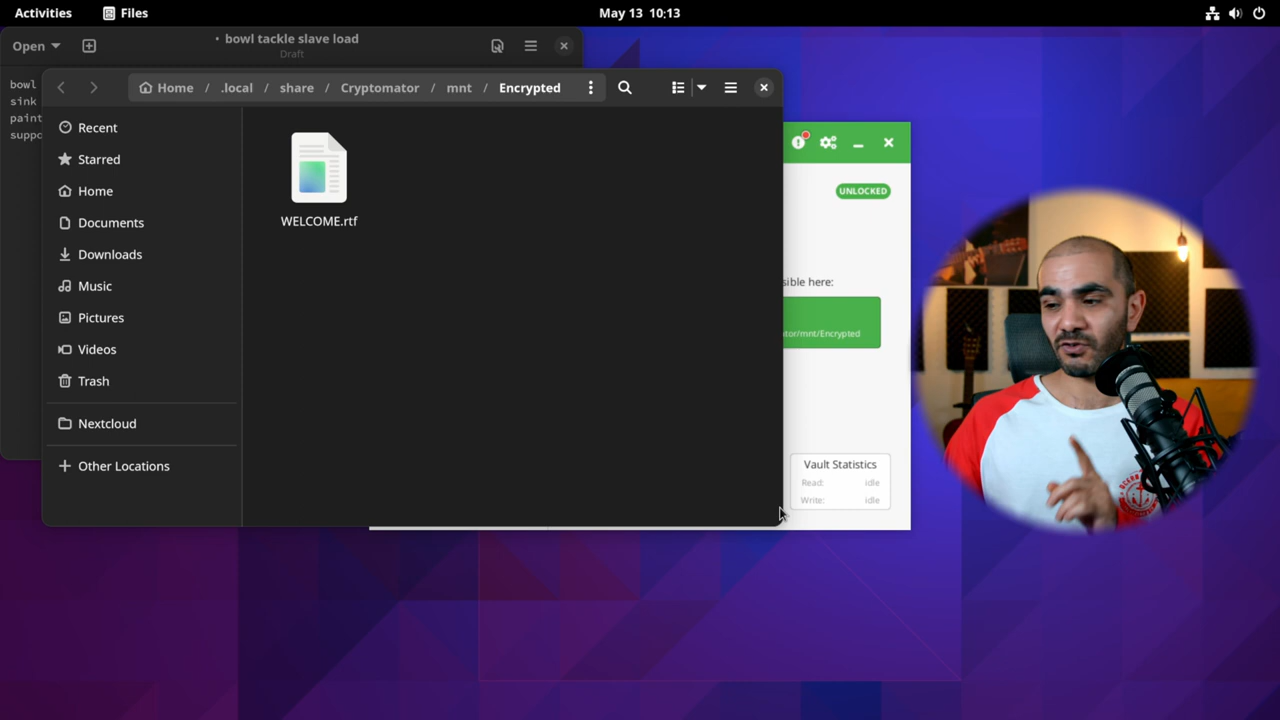 Activities Files May 13 10:13
Open • bowl tackle slave load
Draft
bowl
sink
paint
suppo
Home / .local / share / Cryptomator / mnt / Encrypted
Recent
Starred
Home
Documents
Downloads
Music
Pictures
Videos
Trash
Nextcloud
+ Other Locations
WELCOME.rtf
UNLOCKED
sible here:
ator/mnt/Encrypted
Vault Statistics
Read: idle
Write: idle